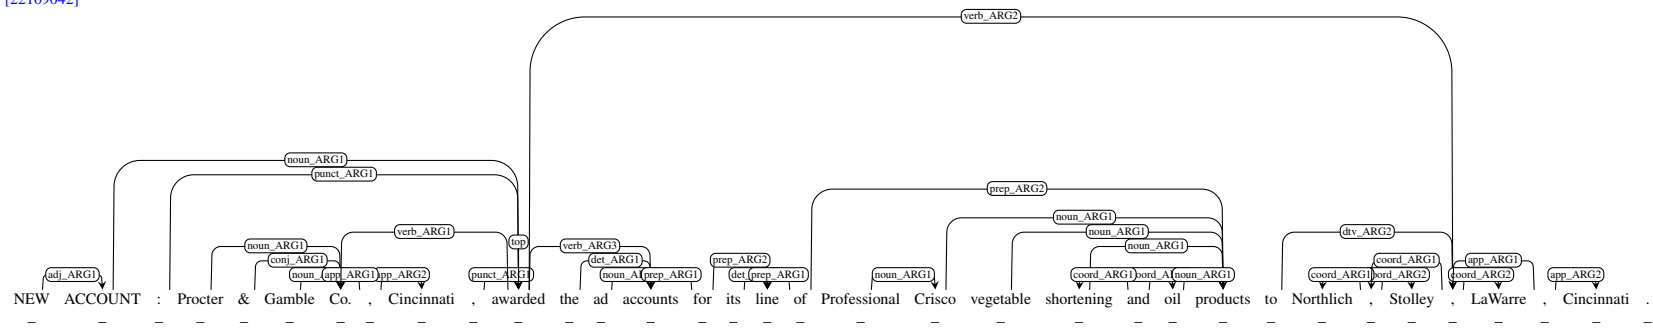 [22109042]
verb_ARG2
noun_ARG1
punct_ARG1
prep_ARG2
noun_ARG1
verb_ARG1 noun_ARG1 dtv_ARG2
top
noun_ARG1 verb_ARG3 noun_ARG1
conj_ARG1 det_ARG1 prep_ARG2 coord_ARG1 app_ARG1
adj_ARG1 app_ARG1 punct_ARG1 prep_ARG1 prep_ARG1 noun_ARG1 coord_ARG1 noun_ARG1 coord_ARG1 coord_ARG2 app_ARG2
NEW ACCOUNT : Procter & Gamble Co. , Cincinnati , awarded the ad accounts for its line of Professional Crisco vegetable shortening and oil products to Northlich , Stolley , LaWarre , Cincinnati .